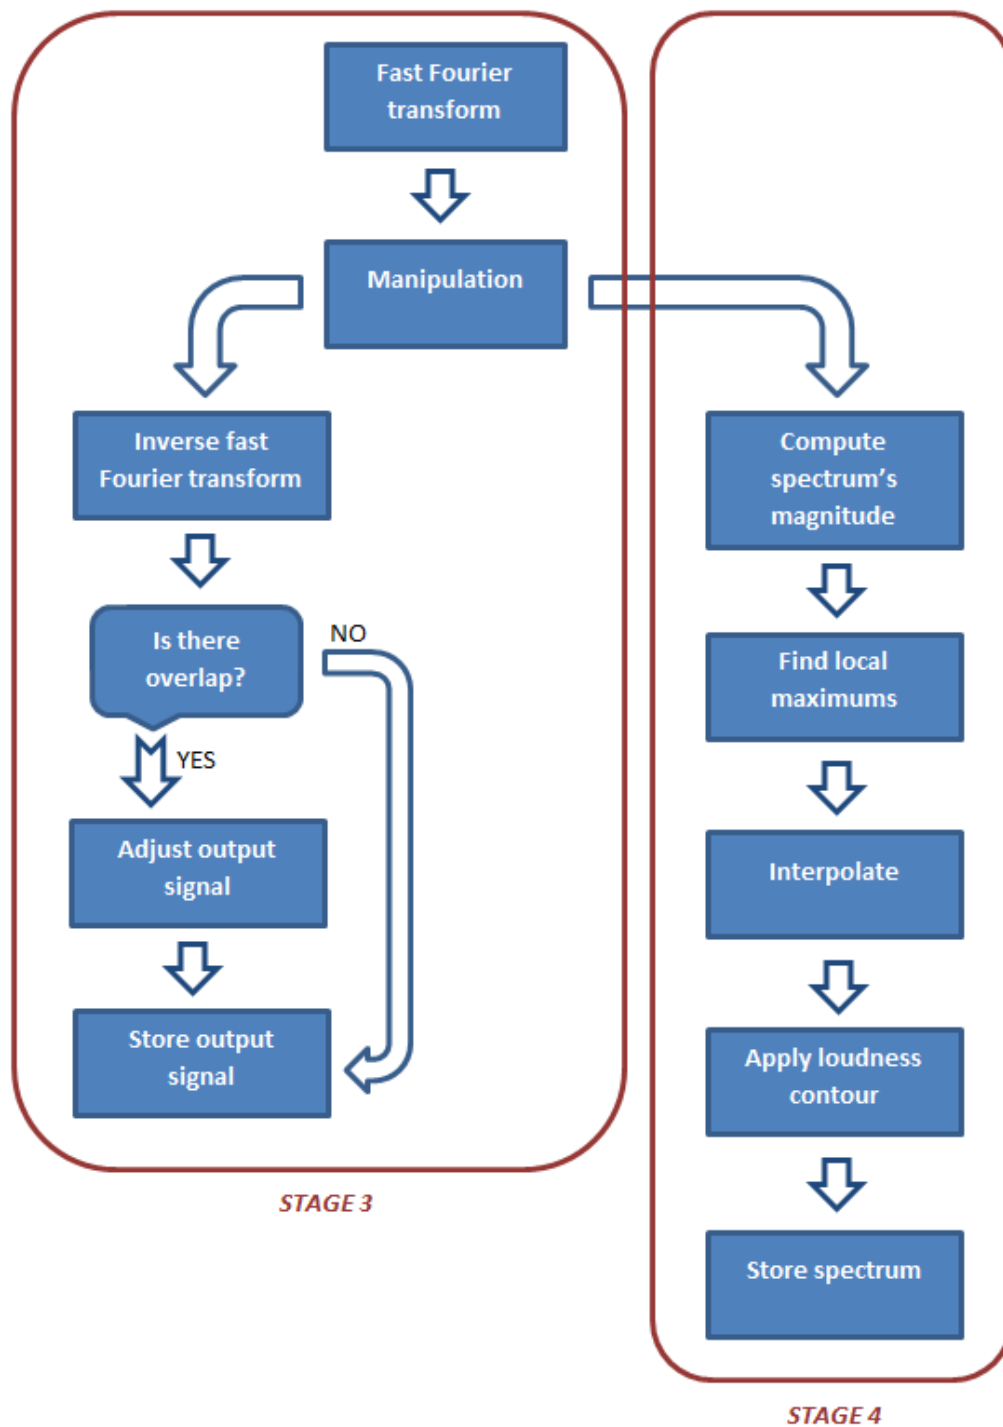 Fast Fourier
transform
Manipulation
Inverse fast
Fourier transform
Is there
overlap?
NO
YES
Adjust output
signal
Store output
signal
STAGE 3
Compute
spectrum's
magnitude
Find local
maximums
Interpolate
Apply loudness
contour
Store spectrum
STAGE 4